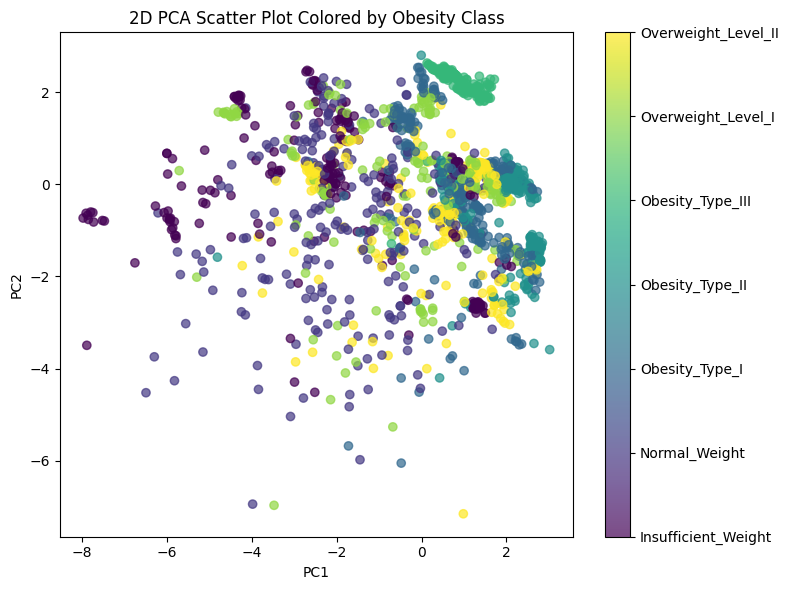 2D PCA Scatter Plot Colored by Obesity Class
PC2
2
0
−2
−4
−6
−8
−6
−4
−2
0
2
PC1
Overweight_Level_II
Overweight_Level_I
Obesity_Type_III
Obesity_Type_II
Obesity_Type_I
Normal_Weight
Insufficient_Weight